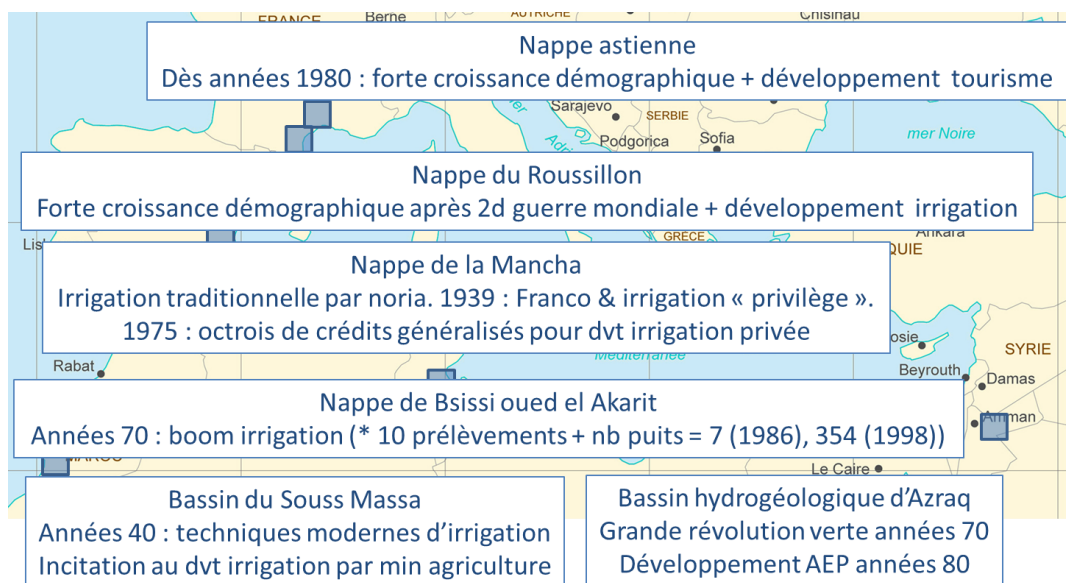 FRANCE
Berne
AUTRICHE
Chisinau
Nappe astienne
Dès années 1980 : forte croissance démographique + développement tourisme
Sarajevo
SERBIE
mer Noire
Podgorica
Sofia
Nappe du Roussillon
Forte croissance démographique après 2d guerre mondiale + développement irrigation
GRÈCE
Ankara
Nappe de la Mancha
Irrigation traditionnelle par noria. 1939 : Franco & irrigation « privilège ».
1975 : octrois de crédits généralisés pour dvt irrigation privée
Méditerranée
SYRIE
Rabat
Beyrouth
Damas
Nappe de Bsissi oued el Akarit
Années 70 : boom irrigation (* 10 prélèvements + nb puits = 7 (1986), 354 (1998))
Amman
MAROC
Le Caire
Bassin du Souss Massa
Années 40 : techniques modernes d’irrigation
Incitation au dvt irrigation par min agriculture
Bassin hydrogéologique d’Azraq
Grande révolution verte années 70
Développement AEP années 80